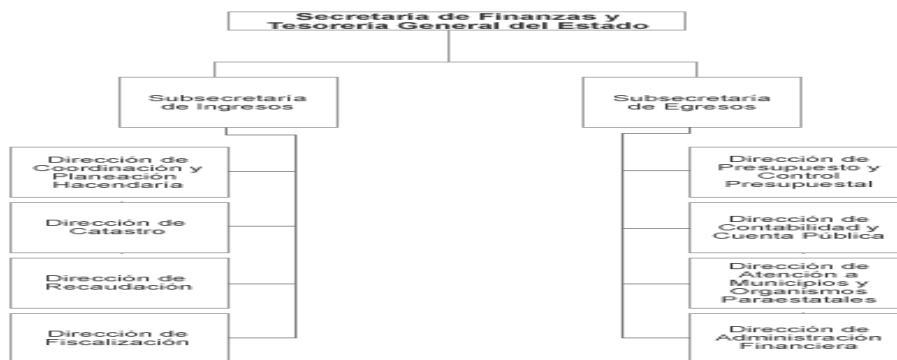 Secretaría de Finanzas y
Tesorería General del Estado
Subsecretaría
de Ingresos
Subsecretaría
de Egresos
Dirección de
Coordinación y
Planeación
Hacendaria
Dirección de
Catastro
Dirección de
Recaudación
Dirección de
Fiscalización
Dirección de
Presupuesto y
Control
Presupuestal
Dirección de
Contabilidad y
Cuenta Pública
Dirección de
Atención a
Municipios y
Organismos
Paraestatales
Dirección de
Administración
Financiera